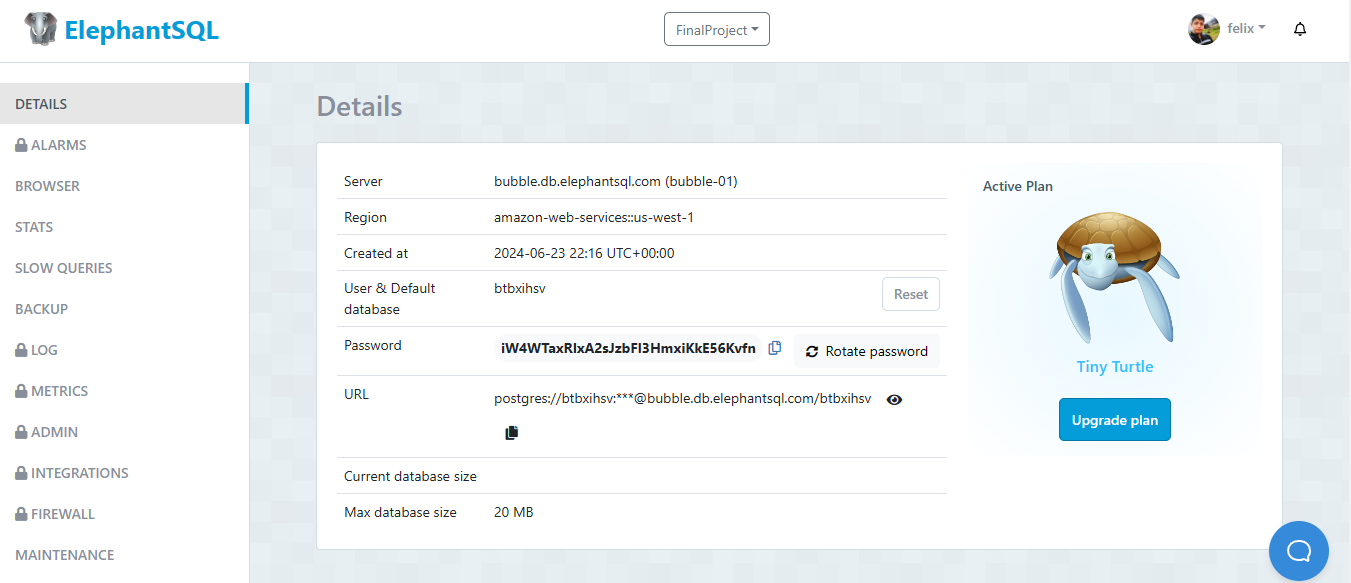 ElephantSQL
FinalProject
felix
DETAILS
ALARMS
BROWSER
STATS
SLOW QUERIES
BACKUP
LOG
METRICS
ADMIN
INTEGRATIONS
FIREWALL
MAINTENANCE
Details
Server bubble.db.elephantsql.com (bubble-01)
Region amazon-web-services::us-west-1
Created at 2024-06-23 22:16 UTC+00:00
User & Default btbxihsv Reset
database
Password iW4WTaxRIxA2sJzbFI3HmxiKkE56Kvfn Rotate password
URL postgres://btbxihsv:***@bubble.db.elephantsql.com/btbxihsv
Current database size
Max database size 20 MB
Active Plan
Tiny Turtle
Upgrade plan